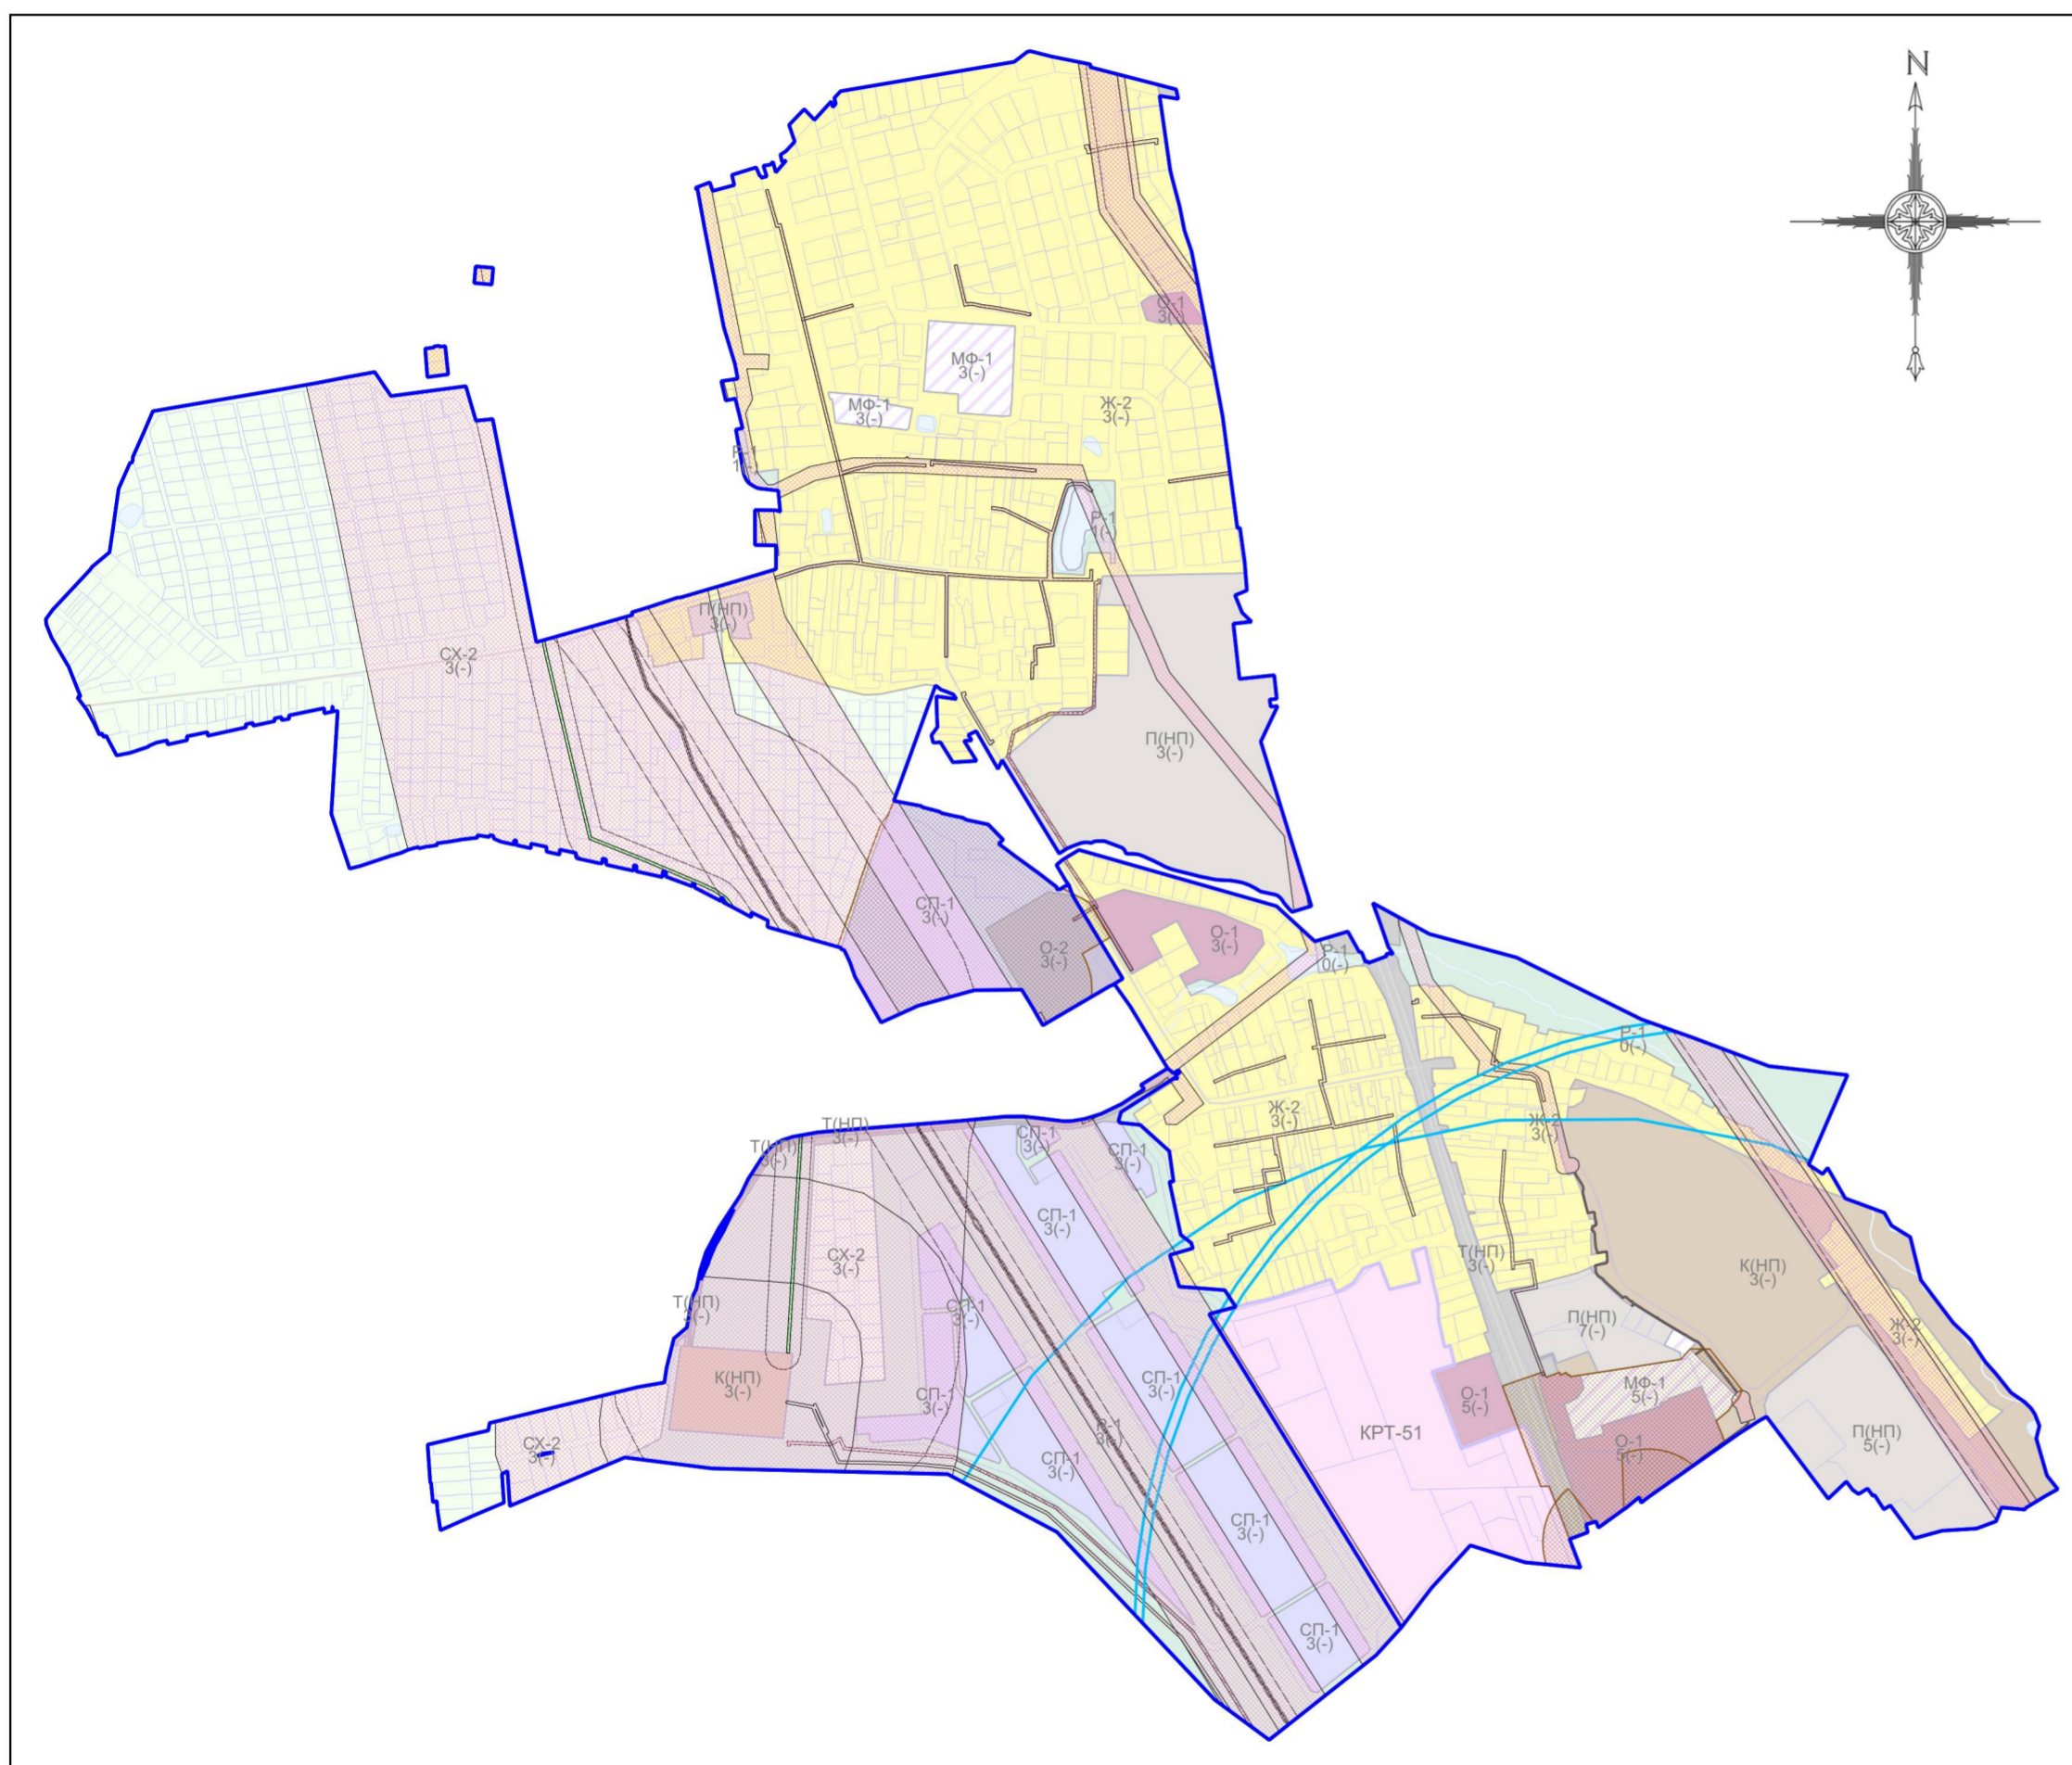 N
О-1
3(-)
МФ-1
3(-)
МФ-1
3(-)
Ж-2
3(-)
Р-1
1(-)
Р-1
1(-)
П(НП)
3(-)
СХ-2
3(-)
П(НП)
3(-)
СП-1
3(-)
О-2
3(-)
О-1
3(-)
Р-1
0(-)
Р-1
0(-)
Ж-2
3(-)
Ж-2
3(-)
Т(НП)
3(-)
Т(НП)
3(-)
СП-1
3(-)
СП-1
3(-)
СП-1
3(-)
СХ-2
3(-)
Т(НП)
3(-)
К(НП)
3(-)
Т(НП)
3(-)
СП-1
3(-)
П(НП)
7(-)
Ж-2
3(-)
К(НП)
3(-)
СП-1
3(-)
СП-1
3(-)
О-1
5(-)
МФ-1
5(-)
Р-1
3(-)
КРТ-51
П(НП)
5(-)
СХ-2
3(-)
О-1
5(-)
СП-1
3(-)
СП-1
3(-)
СП-1
3(-)